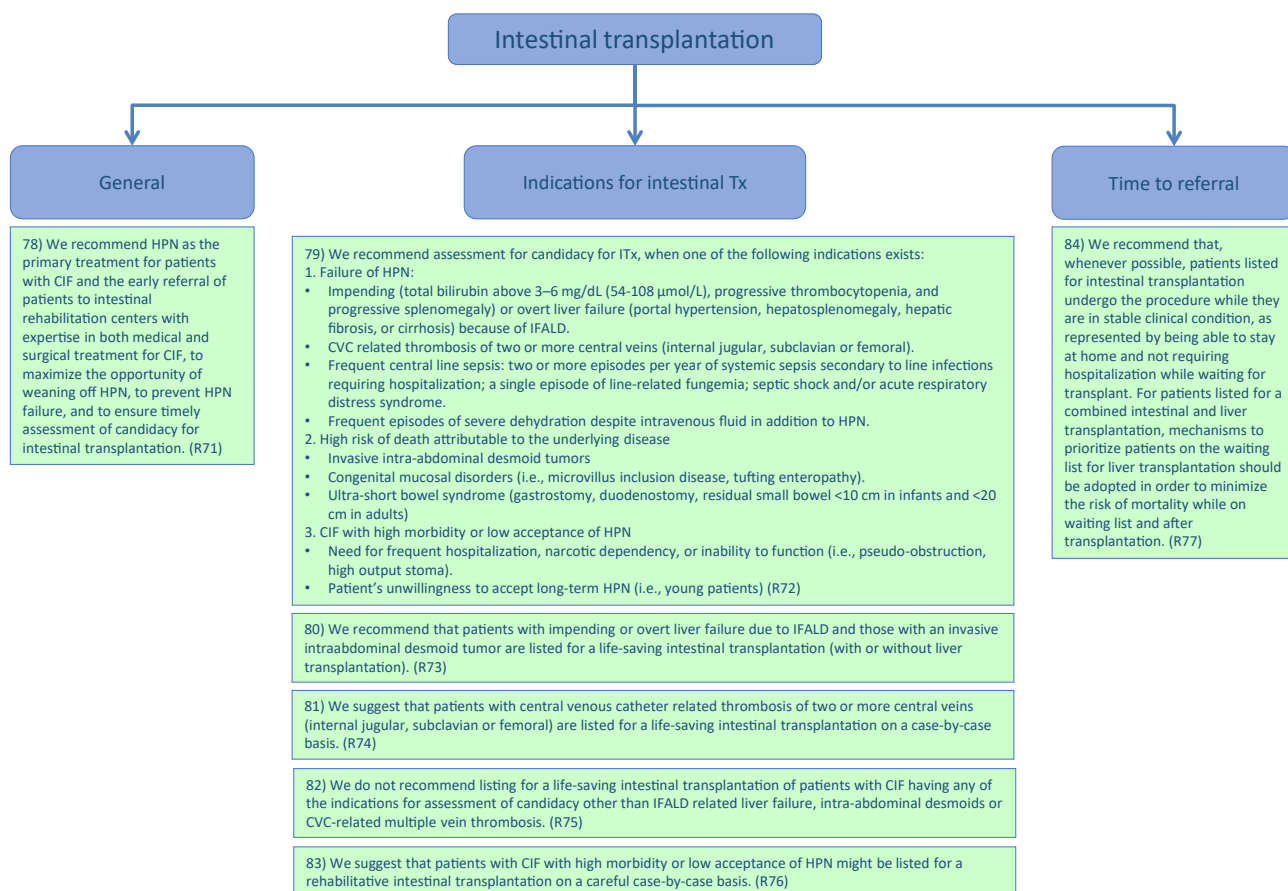 Intestinal transplantation
General
78) We recommend HPN as the
primary treatment for patients
with CIF and the early referral of
patients to intestinal
rehabilitation centers with
expertise in both medical and
surgical treatment for CIF, to
maximize the opportunity of
weaning off HPN, to prevent HPN
failure, and to ensure timely
assessment of candidacy for
intestinal transplantation. (R71)
Indications for intestinal Tx
79) We recommend assessment for candidacy for ITx, when one of the following indications exists:
1. Failure of HPN:
• Impending (total bilirubin above 3–6 mg/dL (54-108 μmol/L), progressive thrombocytopenia, and
progressive splenomegaly) or overt liver failure (portal hypertension, hepatosplenomegaly, hepatic
fibrosis, or cirrhosis) because of IFALD.
• CVC related thrombosis of two or more central veins (internal jugular, subclavian or femoral).
• Frequent central line sepsis: two or more episodes per year of systemic sepsis secondary to line infections
requiring hospitalization; a single episode of line-related fungemia; septic shock and/or acute respiratory
distress syndrome.
• Frequent episodes of severe dehydration despite intravenous fluid in addition to HPN.
2. High risk of death attributable to the underlying disease
• Invasive intra-abdominal desmoid tumors
• Congenital mucosal disorders (i.e., microvillus inclusion disease, tufting enteropathy).
• Ultra-short bowel syndrome (gastrostomy, duodenostomy, residual small bowel <10 cm in infants and <20
cm in adults)
3. CIF with high morbidity or low acceptance of HPN
• Need for frequent hospitalization, narcotic dependency, or inability to function (i.e., pseudo-obstruction,
high output stoma).
• Patient's unwillingness to accept long-term HPN (i.e., young patients) (R72)
80) We recommend that patients with impending or overt liver failure due to IFALD and those with an invasive
intraabdominal desmoid tumor are listed for a life-saving intestinal transplantation (with or without liver
transplantation). (R73)
81) We suggest that patients with central venous catheter related thrombosis of two or more central veins
(internal jugular, subclavian or femoral) are listed for a life-saving intestinal transplantation on a case-by-case
basis. (R74)
82) We do not recommend listing for a life-saving intestinal transplantation of patients with CIF having any of
the indications for assessment of candidacy other than IFALD related liver failure, intra-abdominal desmoids or
CVC-related multiple vein thrombosis. (R75)
83) We suggest that patients with CIF with high morbidity or low acceptance of HPN might be listed for a
rehabilitative intestinal transplantation on a careful case-by-case basis. (R76)
Time to referral
84) We recommend that,
whenever possible, patients listed
for intestinal transplantation
undergo the procedure while they
are in stable clinical condition, as
represented by being able to stay
at home and not requiring
hospitalization while waiting for
transplant. For patients listed for a
combined intestinal and liver
transplantation, mechanisms to
prioritize patients on the waiting
list for liver transplantation should
be adopted in order to minimize
the risk of mortality while on
waiting list and after
transplantation. (R77)